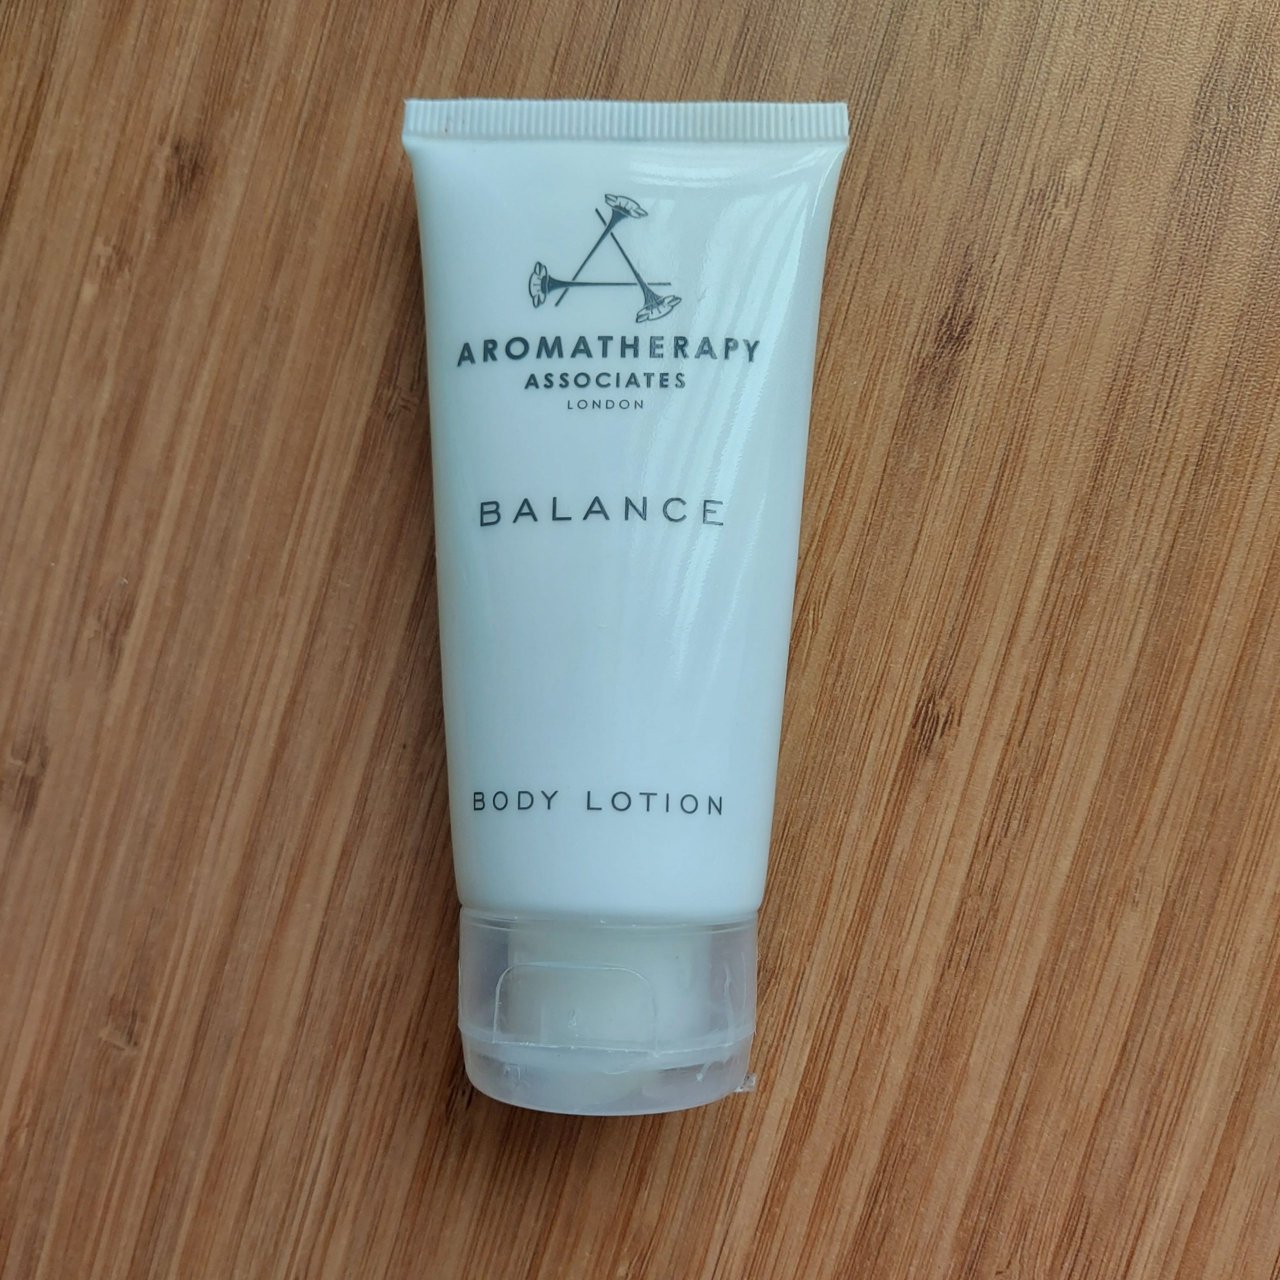 AROMATHERAPY
ASSOCIATES
LONDON
BALANCE
BODY LOTION